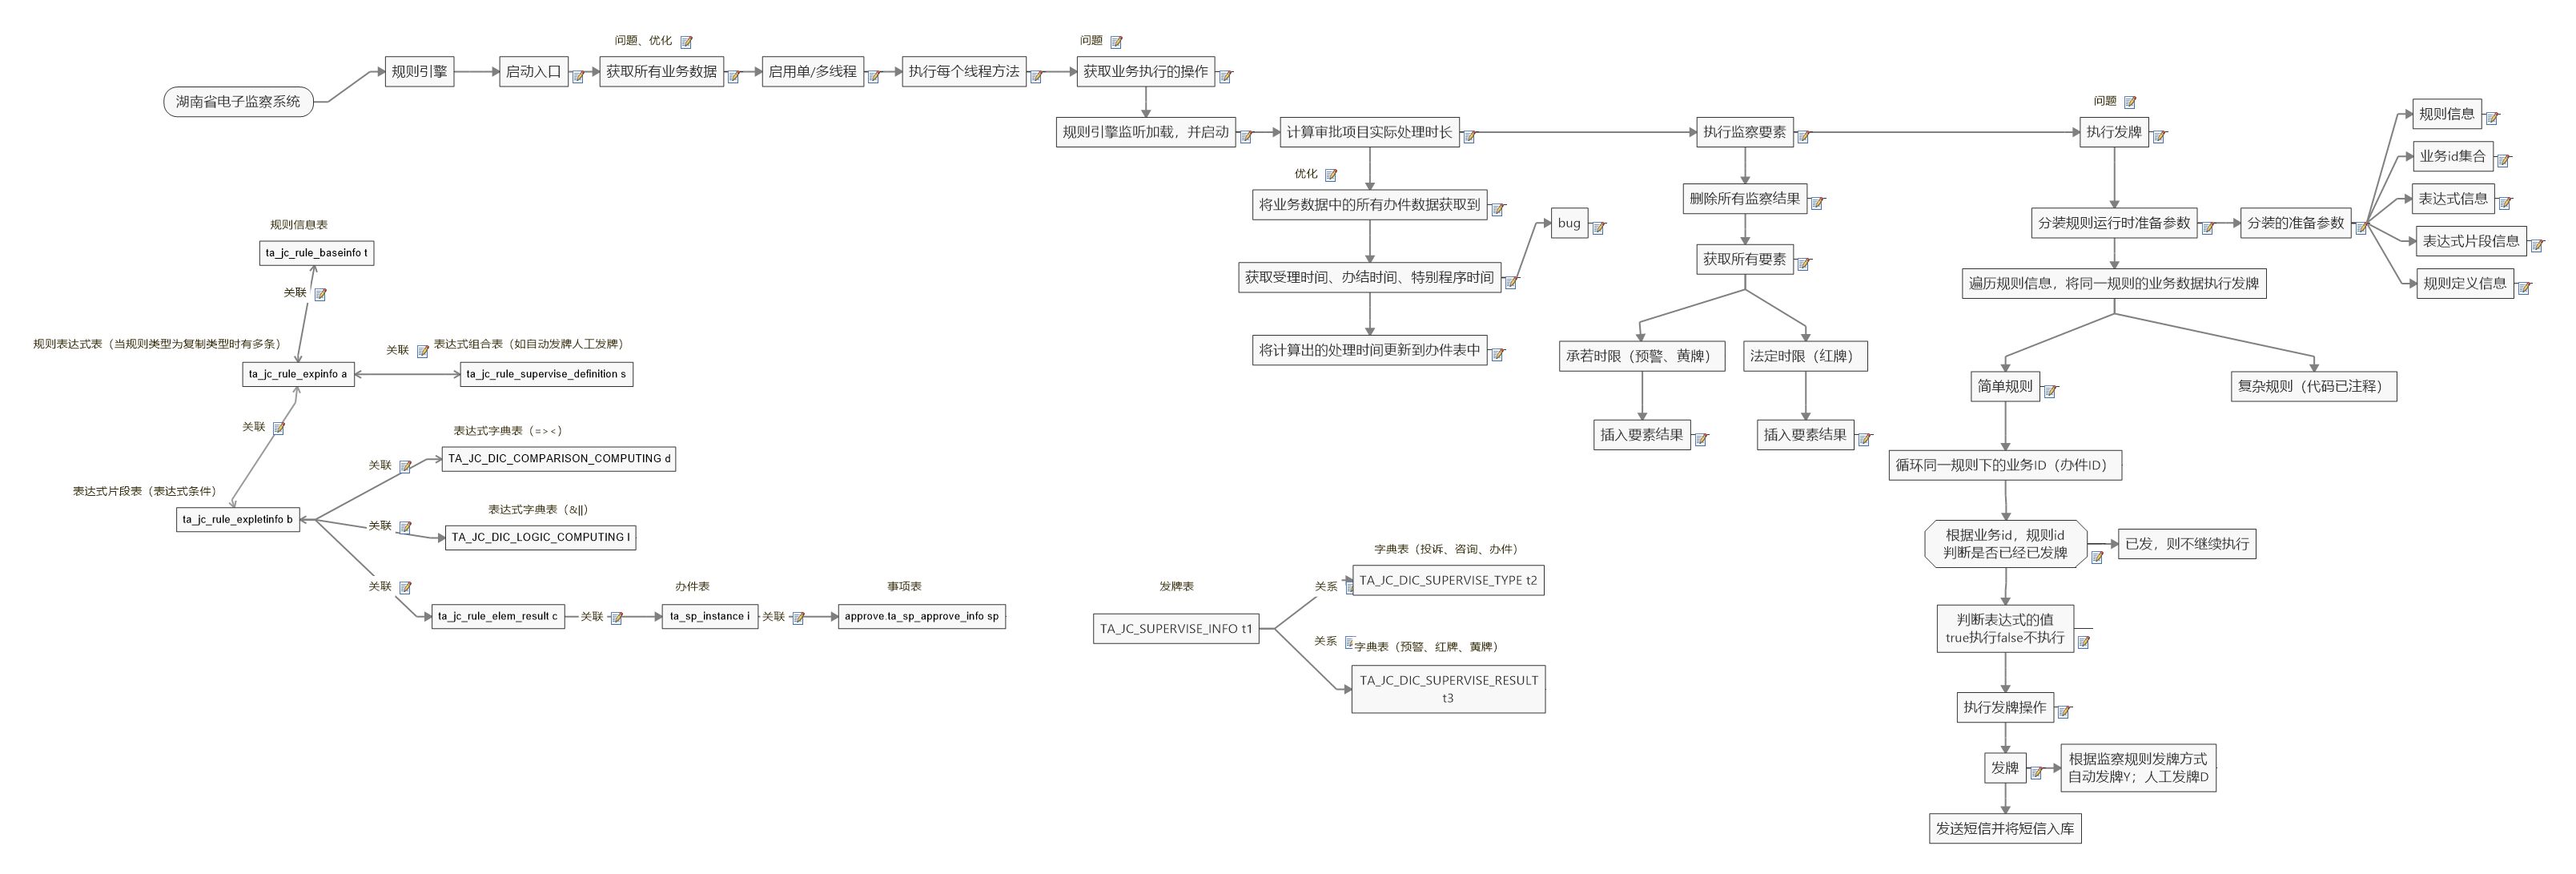 问题、优化
问题
规则引擎
启动入口
获取所有业务数据
启用单/多线程
执行每个线程方法
获取业务执行的操作
湖南省电子监察系统
规则引擎监听加载，并启动
计算审批项目实际处理时长
执行监察要素
问题
执行发牌
规则信息
业务id集合
表达式信息
表达式片段信息
规则定义信息
优化
将业务数据中的所有办件数据获取到
bug
获取受理时间、办结时间、特别程序时间
将计算出的处理时间更新到办件表中
删除所有监察结果
获取所有要素
承若时限（预警、黄牌）
法定时限（红牌）
插入要素结果
插入要素结果
分装规则运行时准备参数
分装的准备参数
遍历规则信息，将同一规则的业务数据执行发牌
简单规则
复杂规则（代码已注释）
循环同一规则下的业务ID（办件ID）
根据业务id，规则id
判断是否已经已发牌
已发，则不继续执行
判断表达式的值
true执行false不执行
执行发牌操作
发牌
根据监察规则发牌方式
自动发牌Y；人工发牌D
发送短信并将短信入库
规则信息表
ta_jc_rule_baseinfo t
关联
规则表达式表（当规则类型为复制类型时有多条）
ta_jc_rule_expinfo a
关联
表达式组合表（如自动发牌人工发牌）
ta_jc_rule_supervise_definition s
关联
表达式片段表（表达式条件）
ta_jc_rule_expletinfo b
表达式字典表（=><）
关联
TA_JC_DIC_COMPARISON_COMPUTING d
表达式字典表（&||）
关联
TA_JC_DIC_LOGIC_COMPUTING l
关联
ta_jc_rule_elem_result c
关联
办件表
ta_sp_instance i
关联
事项表
approve.ta_sp_approve_info sp
发牌表
TA_JC_SUPERVISE_INFO t1
字典表（投诉、咨询、办件）
关系
TA_JC_DIC_SUPERVISE_TYPE t2
关系
字典表（预警、红牌、黄牌）
TA_JC_DIC_SUPERVISE_RESULT
t3